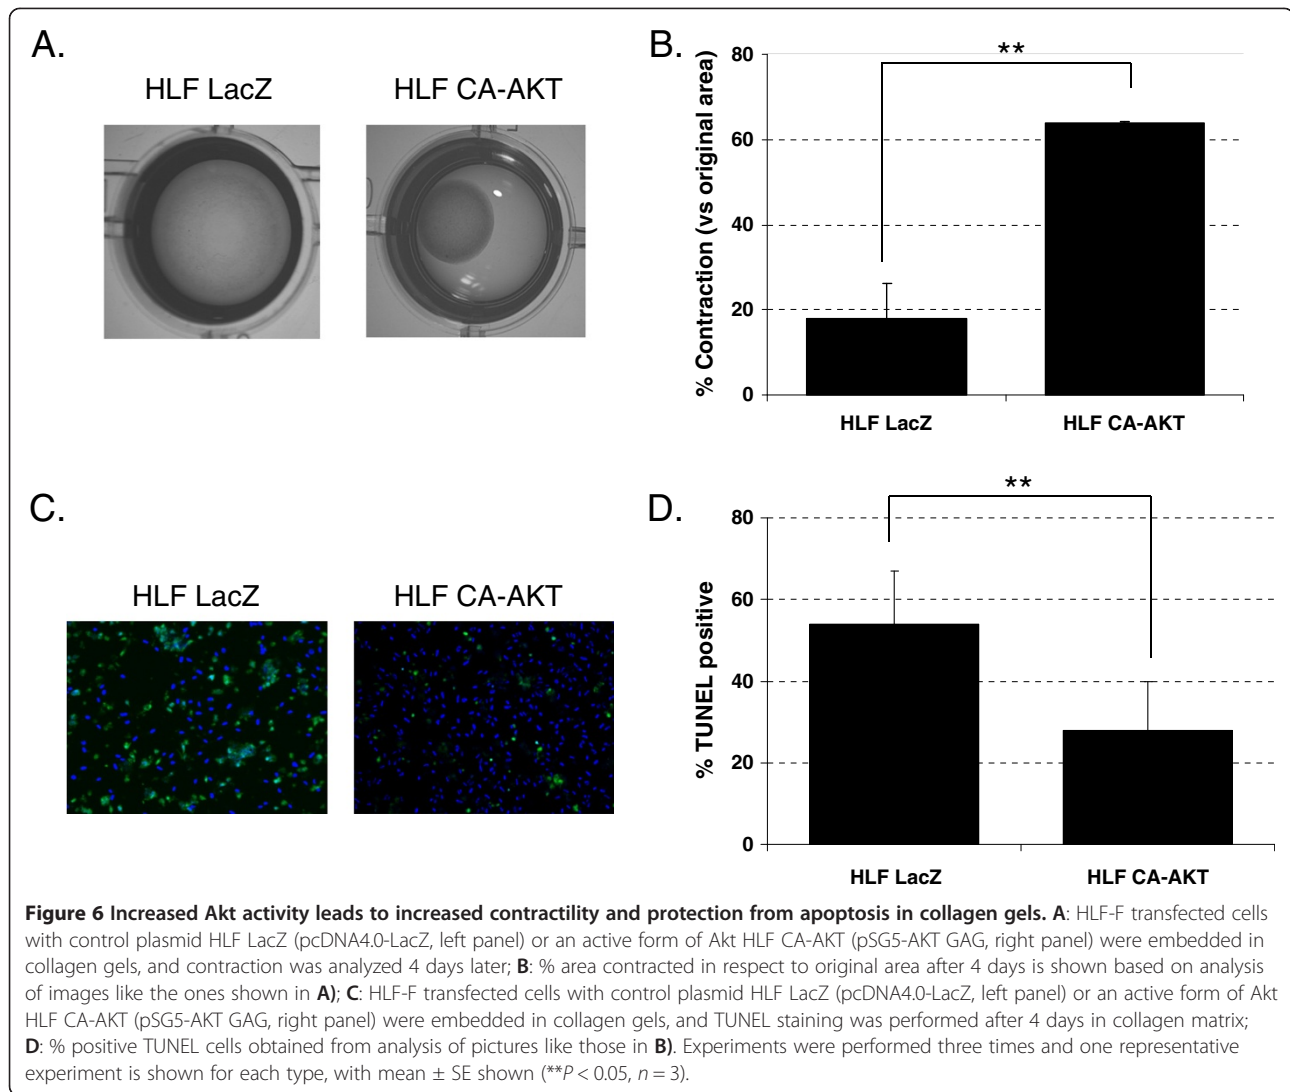 A.
HLF LacZ
HLF CA-AKT
B.
% Contraction (vs original area)
80
60
40
20
0
**
HLF LacZ
HLF CA-AKT
C.
HLF LacZ
HLF CA-AKT
D.
% TUNEL positive
80
60
40
20
0
**
HLF LacZ
HLF CA-AKT
Figure 6 Increased Akt activity leads to increased contractility and protection from apoptosis in collagen gels. A: HLF-F transfected cells
with control plasmid HLF LacZ (pcDNA4.0-LacZ, left panel) or an active form of Akt HLF CA-AKT (pSG5-AKT GAG, right panel) were embedded in
collagen gels, and contraction was analyzed 4 days later; B: % area contracted in respect to original area after 4 days is shown based on analysis
of images like the ones shown in A); C: HLF-F transfected cells with control plasmid HLF LacZ (pcDNA4.0-LacZ, left panel) or an active form of Akt
HLF CA-AKT (pSG5-AKT GAG, right panel) were embedded in collagen gels, and TUNEL staining was performed after 4 days in collagen matrix;
D: % positive TUNEL cells obtained from analysis of pictures like those in B). Experiments were performed three times and one representative
experiment is shown for each type, with mean ± SE shown (**P < 0.05, n = 3).